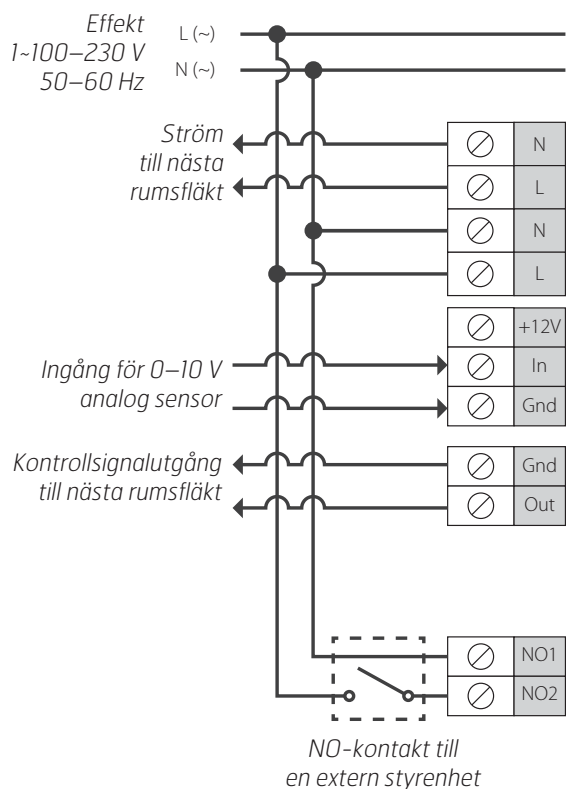 Effekt
1~100–230 V
50–60 Hz
L (~)
N (~)
Ström
till nästa
rumsfläkt
N
L
N
L
+12V
Ingång för 0–10 V
analog sensor
In
Gnd
Kontrollsignalutgång
till nästa rumsfläkt
Gnd
Out
NO1
NO2
NO-kontakt till
en extern styrenhet